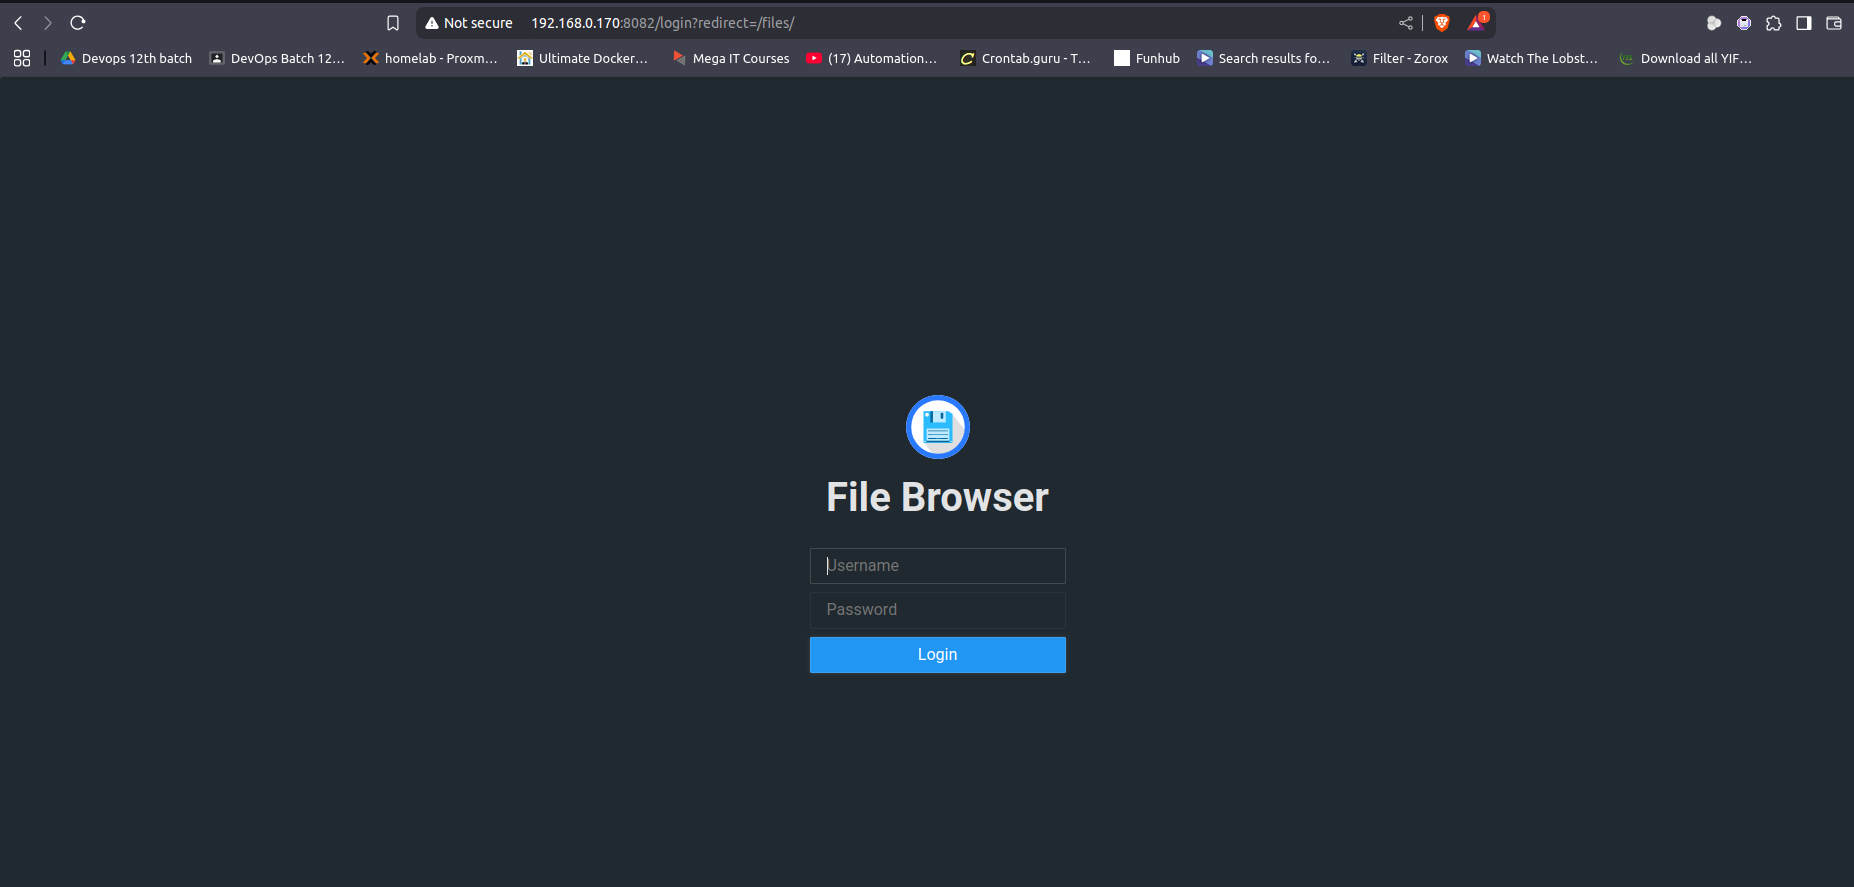 Not secure 192.168.0.170:8082/login?redirect=/files/ 1
Devops 12th batch DevOps Batch 12... homelab - Proxm... Ultimate Docker... Mega IT Courses (17) Automation... Crontab.guru - T... Funhub Search results fo... Filter - Zorox Watch The Lobst... Download all YIF...
File Browser
Username
Password
Login